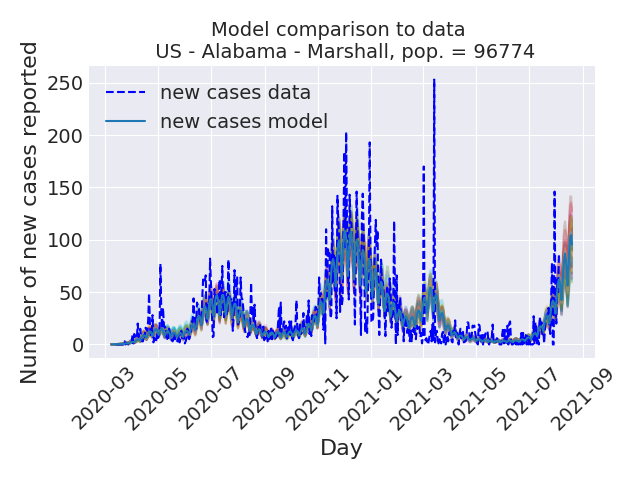 Model comparison to data
US - Alabama - Marshall, pop. = 96774
Number of new cases reported
250
200
150
100
50
0
new cases data
new cases model
2020-03
2020-05
2020-07
2020-09
2020-11
2021-01
2021-03
2021-05
2021-07
2021-09
Day